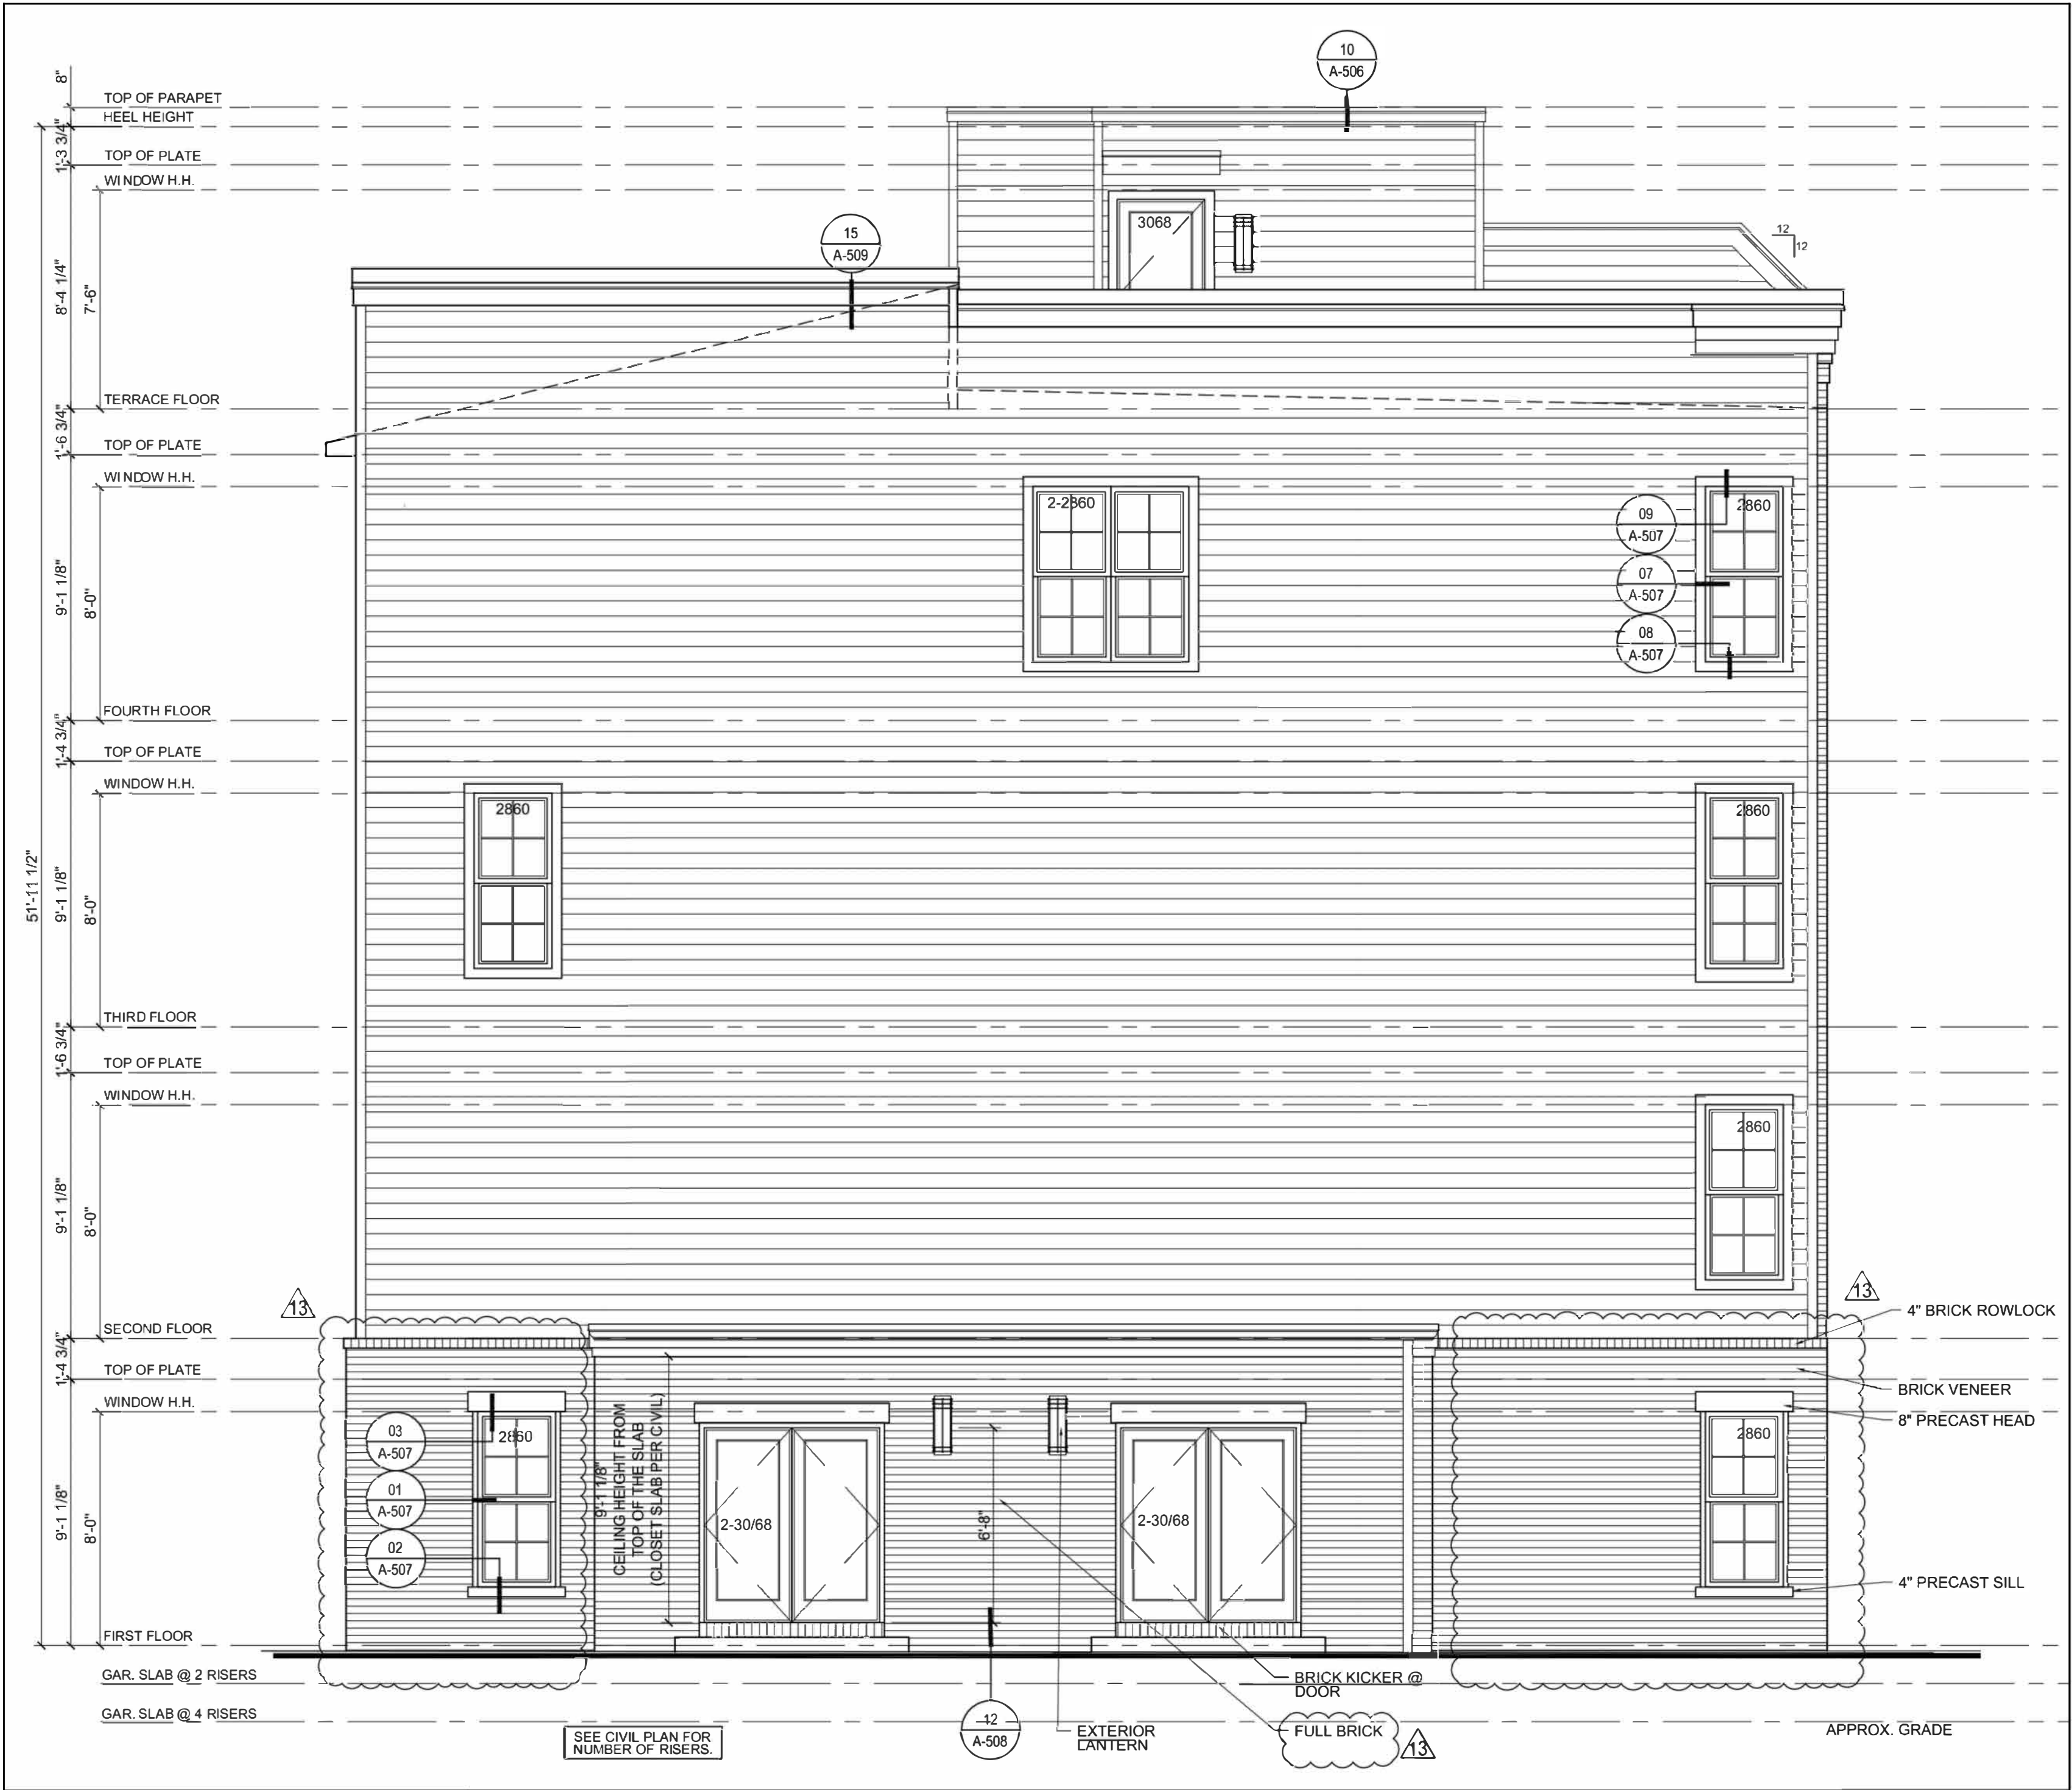 10
A-506
8"
TOP OF PARAPET
HEEL HEIGHT
1'-3 3/4"
TOP OF PLATE
WINDOW H.H.
3068
15
A-509
12
12
8'-4 1/4"
7'-6"
TERRACE FLOOR
1'-6 3/4"
TOP OF PLATE
WINDOW H.H.
2-2860
2860
09
A-507
07
A-507
08
A-507
9'-1 1/8"
8'-0"
FOURTH FLOOR
1'-4 3/4"
TOP OF PLATE
WINDOW H.H.
2860
2860
51'-11 1/2"
9'-1 1/8"
8'-0"
THIRD FLOOR
1'-6 3/4"
TOP OF PLATE
WINDOW H.H.
2860
9'-1 1/8"
8'-0"
13
13
4" BRICK ROWLOCK
SECOND FLOOR
1'-4 3/4"
TOP OF PLATE
BRICK VENEER
WINDOW H.H.
8" PRECAST HEAD
03
A-507
2860
2860
01
A-507
02
A-507
9'-1 1/8"
8'-0"
9'-1 1/8"
CEILING HEIGHT FROM
TOP OF THE SLAB
(CLOSET SLAB PER CIVIL)
2-30/68
6'-8"
2-30/68
4" PRECAST SILL
FIRST FLOOR
GAR. SLAB @ 2 RISERS
BRICK KICKER @
DOOR
GAR. SLAB @ 4 RISERS
SEE CIVIL PLAN FOR
NUMBER OF RISERS.
12
A-508
EXTERIOR
LANTERN
FULL BRICK
13
APPROX. GRADE